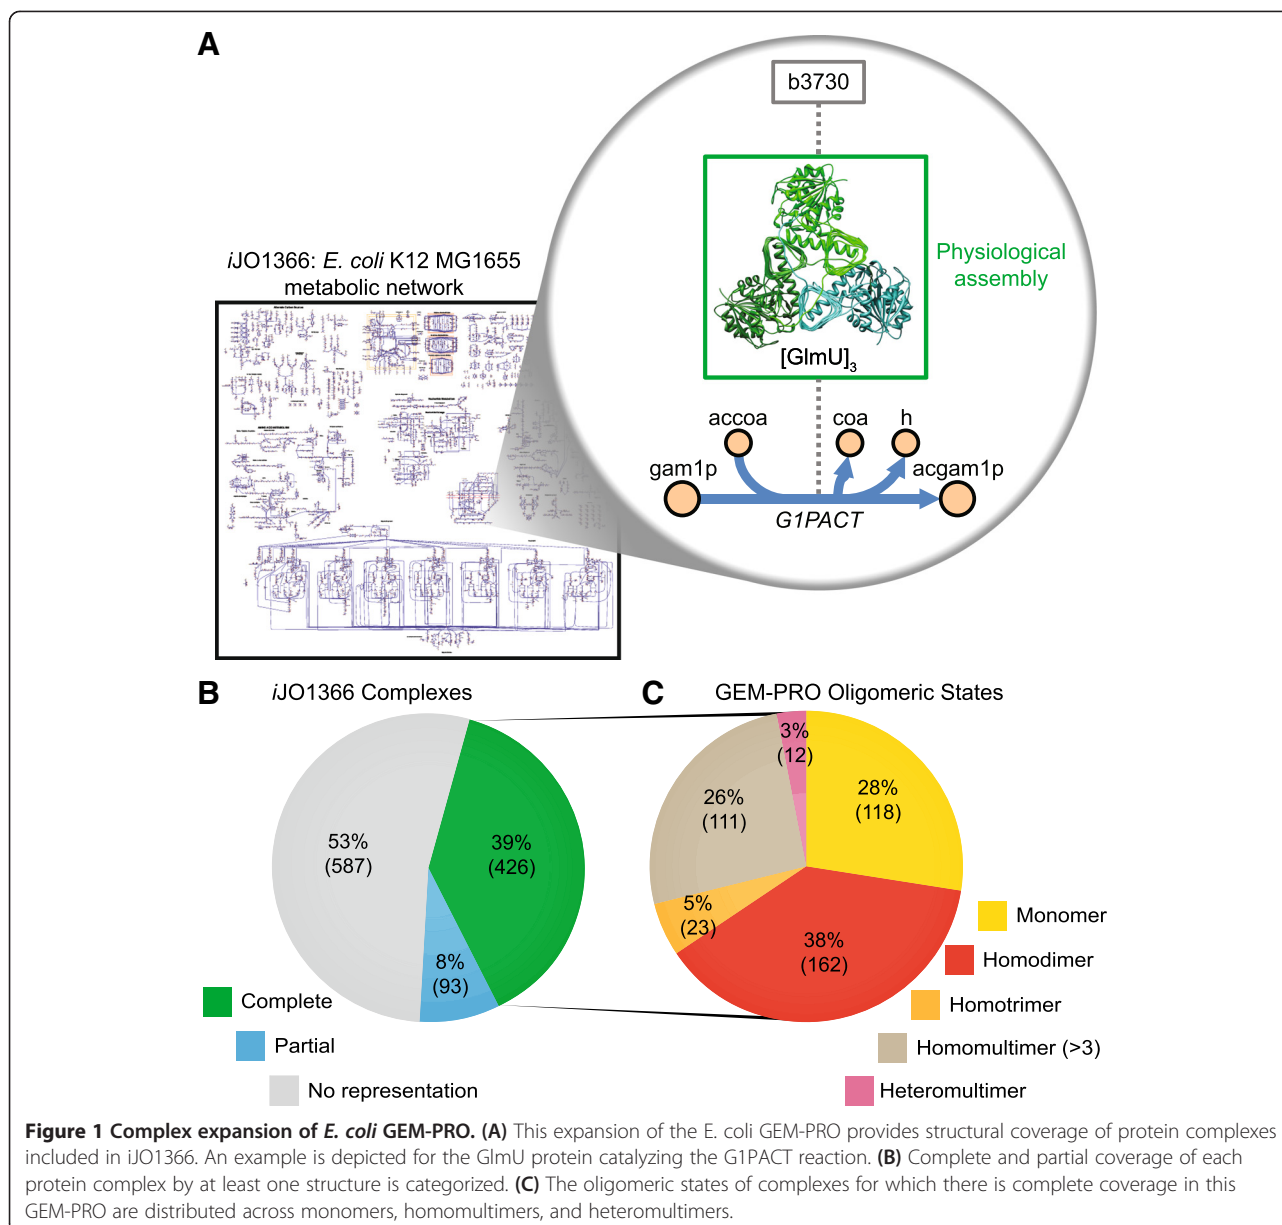 A
b3730
Physiological
assembly
[GlmU]3
iJO1366: E. coli K12 MG1655
metabolic network
accoa
coa
h
gam1p
acgam1p
G1PACT
B
iJO1366 Complexes
C
GEM-PRO Oligomeric States
53%
(587)
39%
(426)
8%
(93)
3%
(12)
28%
(118)
26%
(111)
5%
(23)
38%
(162)
Complete
Partial
No representation
Monomer
Homodimer
Homotrimer
Homomultimer (>3)
Heteromultimer
Figure 1 Complex expansion of E. coli GEM-PRO. (A) This expansion of the E. coli GEM-PRO provides structural coverage of protein complexes
included in iJO1366. An example is depicted for the GlmU protein catalyzing the G1PACT reaction. (B) Complete and partial coverage of each
protein complex by at least one structure is categorized. (C) The oligomeric states of complexes for which there is complete coverage in this
GEM-PRO are distributed across monomers, homomultimers, and heteromultimers.